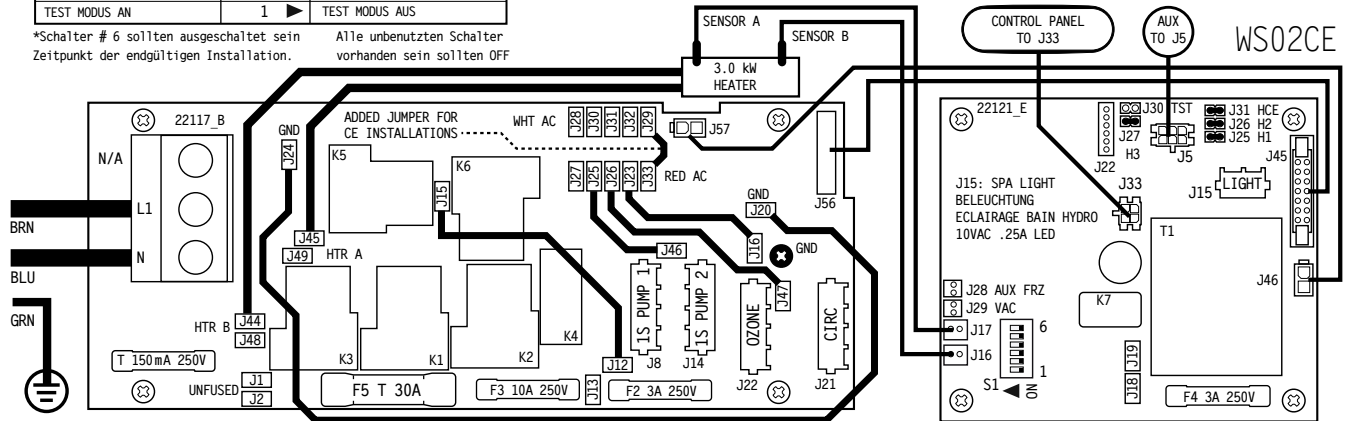 TEST MODUS AN 1 ▶ TEST MODUS AUS
*Schalter # 6 sollten ausgeschaltet sein
Zeitpunkt der endgültigen Installation.
Alle unbenutzten Schalter
vorhanden sein sollten OFF
SENSOR A
SENSOR B
3.0 kW
HEATER
CONTROL PANEL
TO J33
AUX
TO J5
WS02CE
22117_B
N/A
L1
N
BRN
BLU
GRN
GND
J24
ADDED JUMPER FOR
CE INSTALLATIONS
WHT AC
J28
J30
J31
J32
J29
J57
J27
J25
J26
J23
J33
RED AC
J56
K5
K6
J15
J45
J49
HTR A
GND
J20
J16
GND
J46
J47
HTR B
J44
J48
K3
K1
K2
K4
1S PUMP 1
1S PUMP 2
OZONE
CIRC
J8
J14
J22
J21
J12
J13
T 150mA 250V
UNFUSED
J1
J2
F5 T 30A
F3 10A 250V
F2 3A 250V
22121_E
J30 TST
J27
H3
J22
J5
J31 HCE
J26 H2
J25 H1
J45
J15
LIGHT
J33
J15: SPA LIGHT
BELEUCHTUNG
ECLAIRAGE BAIN HYDRO
10VAC .25A LED
T1
J46
K7
J28 AUX FRZ
J29 VAC
J17
J16
6
1
S1
ON
J19
J18
F4 3A 250V